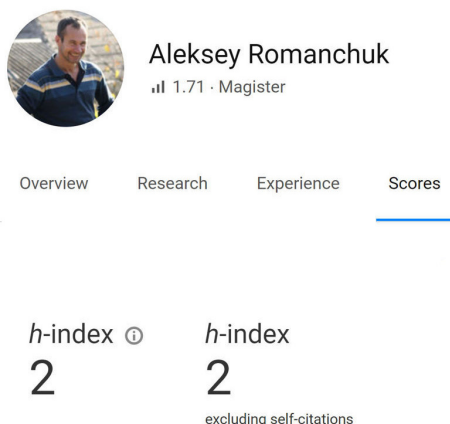 Aleksey Romanchuk
1.71 · Magister
Overview Research Experience Scores
h-index h-index
2 2
excluding self-citations